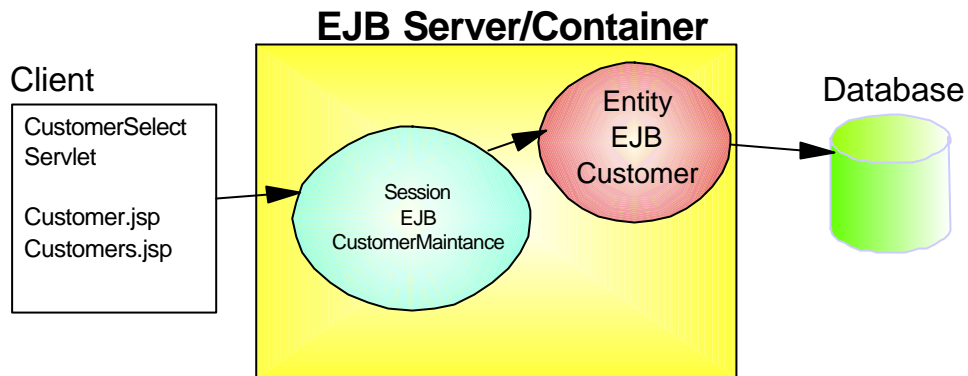 EJB Server/Container
Client
CustomerSelect
Servlet
Customer.jsp
Customers.jsp
Session
EJB
CustomerMaintance
Entity
EJB
Customer
Database